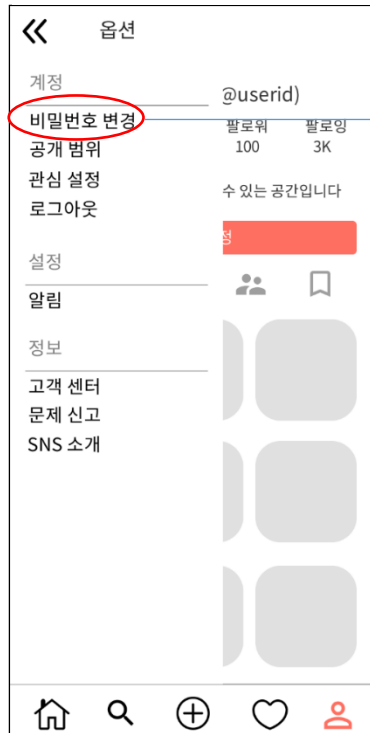 옵션
계정
비밀번호 변경
공개 범위
관심 설정
로그아웃
설정
알림
정보
고객 센터
문제 신고
SNS 소개
@userid)
팔로워 팔로잉
100 3K
수 있는 공간입니다
정